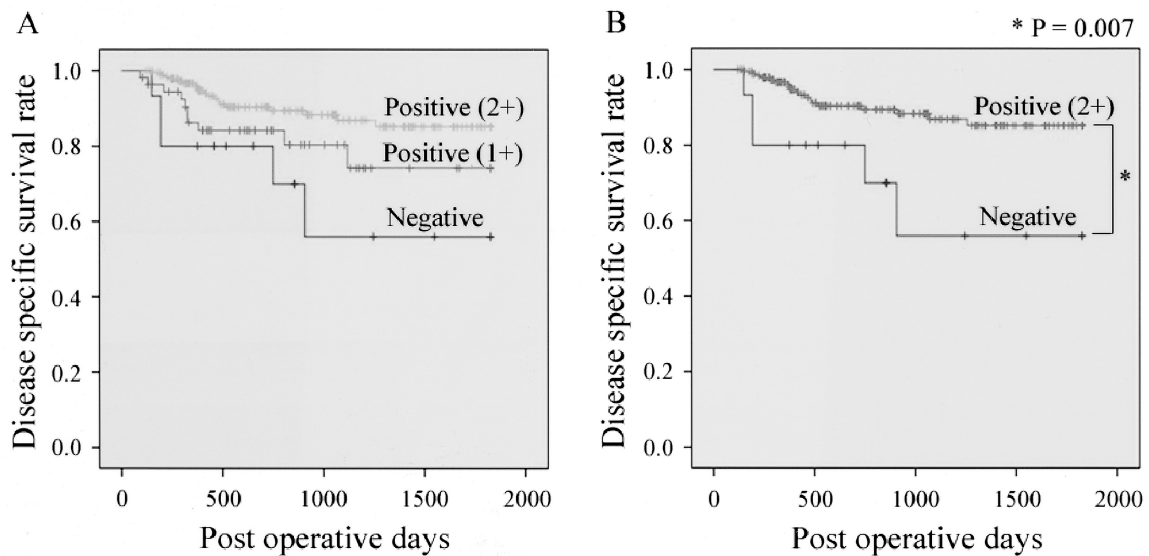 A
B
* P = 0.007
Disease specific survival rate
1.0
0.8
0.6
0.4
0.2
0.0
Positive (2+)
Positive (1+)
Negative
0 500 1000 1500 2000
Post operative days
Disease specific survival rate
1.0
0.8
0.6
0.4
0.2
0.0
Positive (2+)
*
Negative
0 500 1000 1500 2000
Post operative days